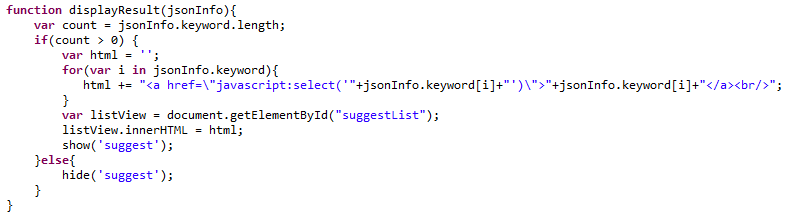 function displayResult(jsonInfo){
    var count = jsonInfo.keyword.length;
    if(count > 0) {
        var html = '';
        for(var i in jsonInfo.keyword){
           html += "<a href=\"javascript:select('"+jsonInfo.keyword[i]+"')\">"+jsonInfo.keyword[i]+"</a><br/>";
        }
        var listView = document.getElementById("suggestList");
        listView.innerHTML = html;
        show('suggest');
    }else{
        hide('suggest');
    }
}